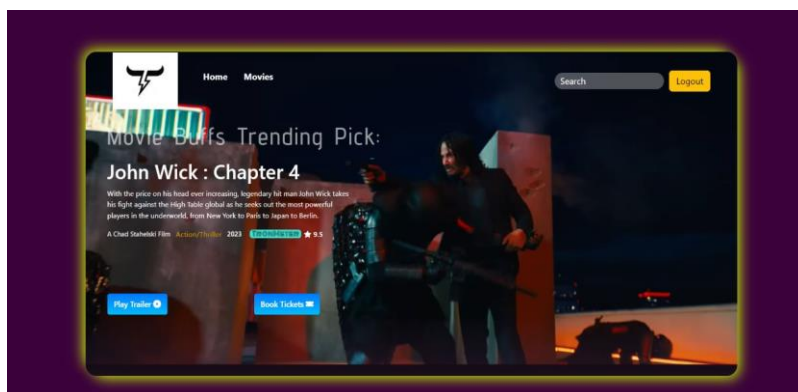 Home Movies
Search
Logout
Movie Buffs Trending Pick:
John Wick : Chapter 4
With the price on his head ever increasing, legendary hit man John Wick takes
his fight against the High Table global as he seeks out the most powerful
players in the underworld, from New York to Paris to Japan to Berlin.
A Chad Stahelski Film Action/Thriller 2023 9.5
Play Trailer
Book Tickets